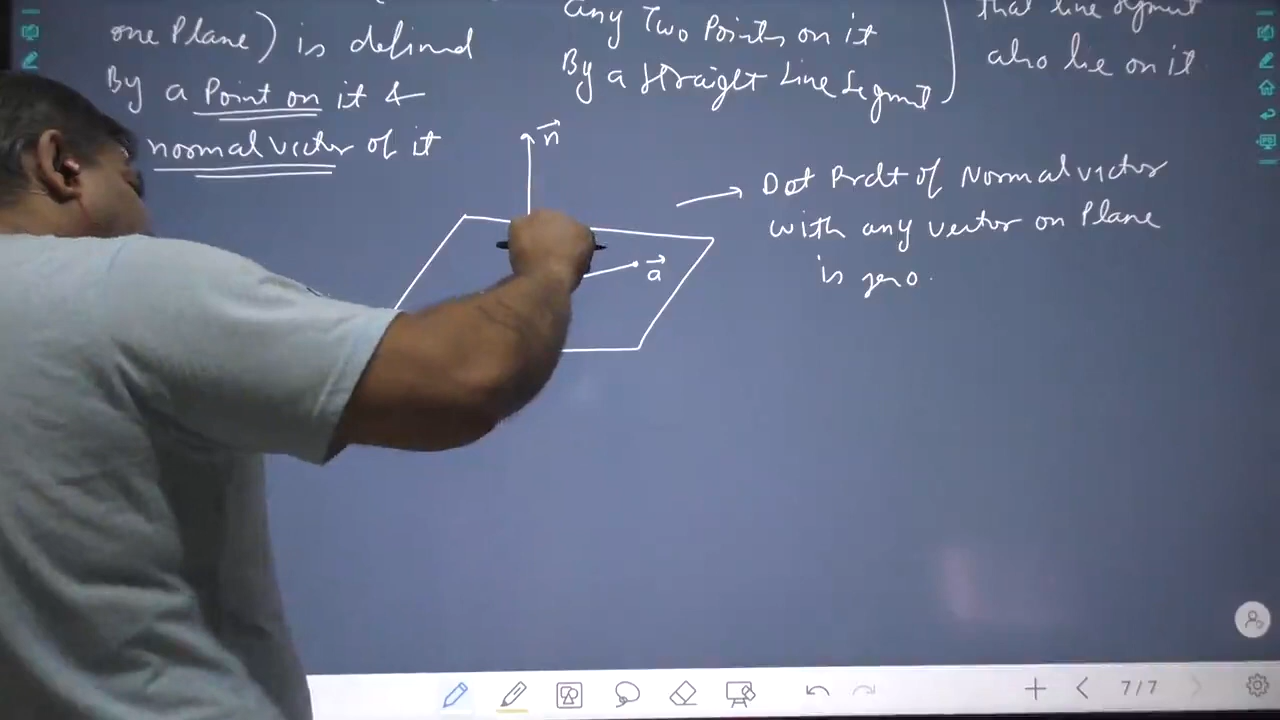 one Plane) is defined
By a Point on it &
normal vector of it
any Two Points on it
By a straight Line Segmnt
that line segment
also lie on it
n
a
Dot Prdt of Normal vector
with any vector on Plane
is zero.
7/7